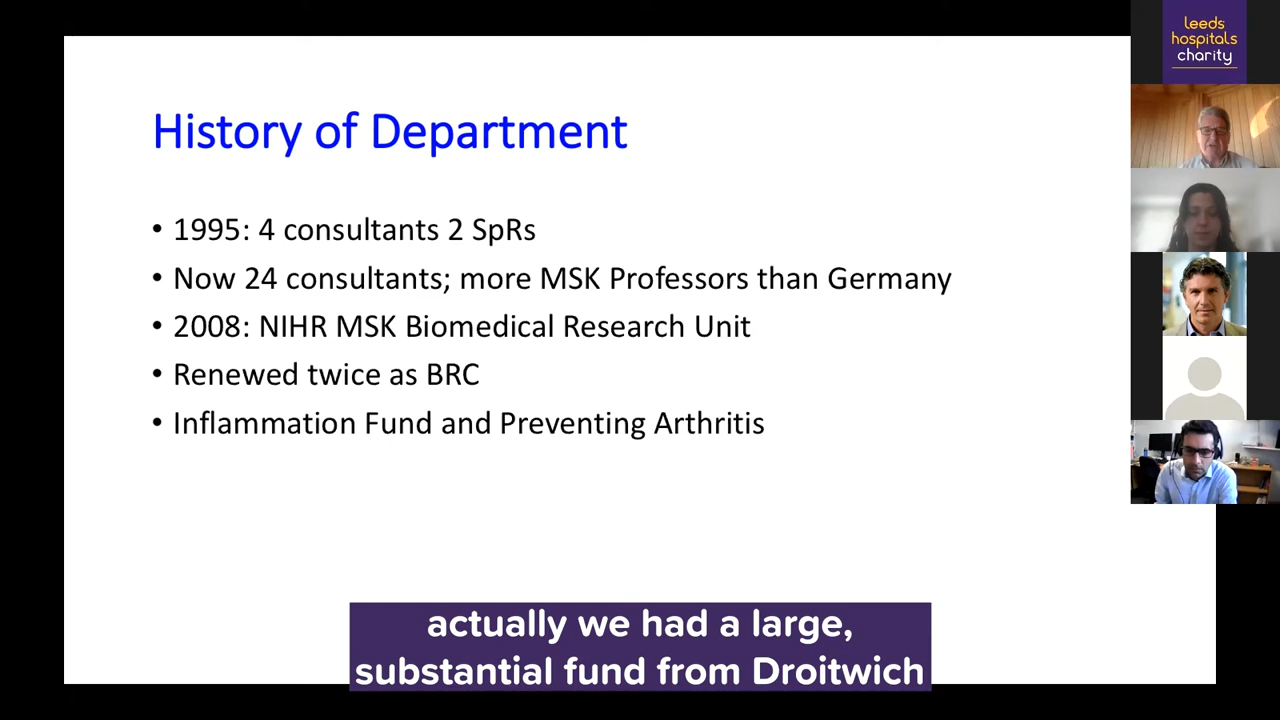 History of Department
• 1995: 4 consultants 2 SpRs
• Now 24 consultants; more MSK Professors than Germany
• 2008: NIHR MSK Biomedical Research Unit
• Renewed twice as BRC
• Inflammation Fund and Preventing Arthritis
actually we had a large,
substantial fund from Droitwich
leeds
hospitals
charity